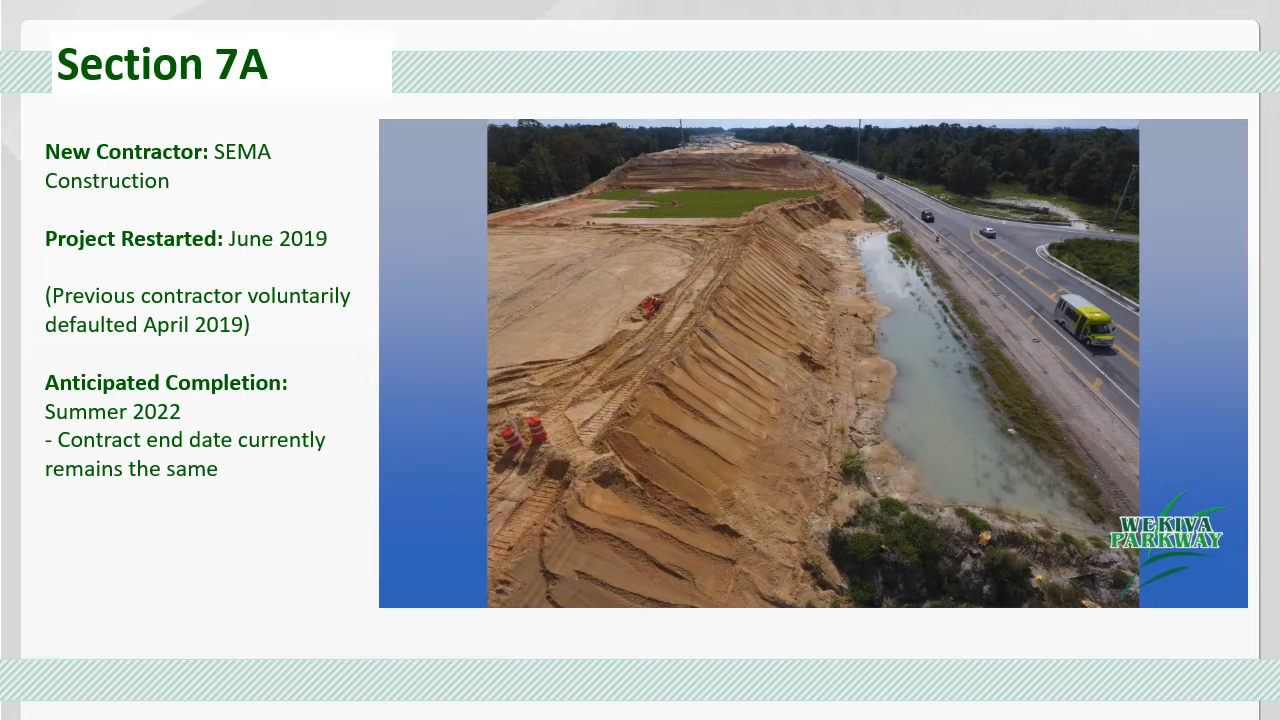 Section 7A
New Contractor: SEMA
Construction
Project Restarted: June 2019
(Previous contractor voluntarily
defaulted April 2019)
Anticipated Completion:
Summer 2022
- Contract end date currently
remains the same
WEKIVA
PARKWAY